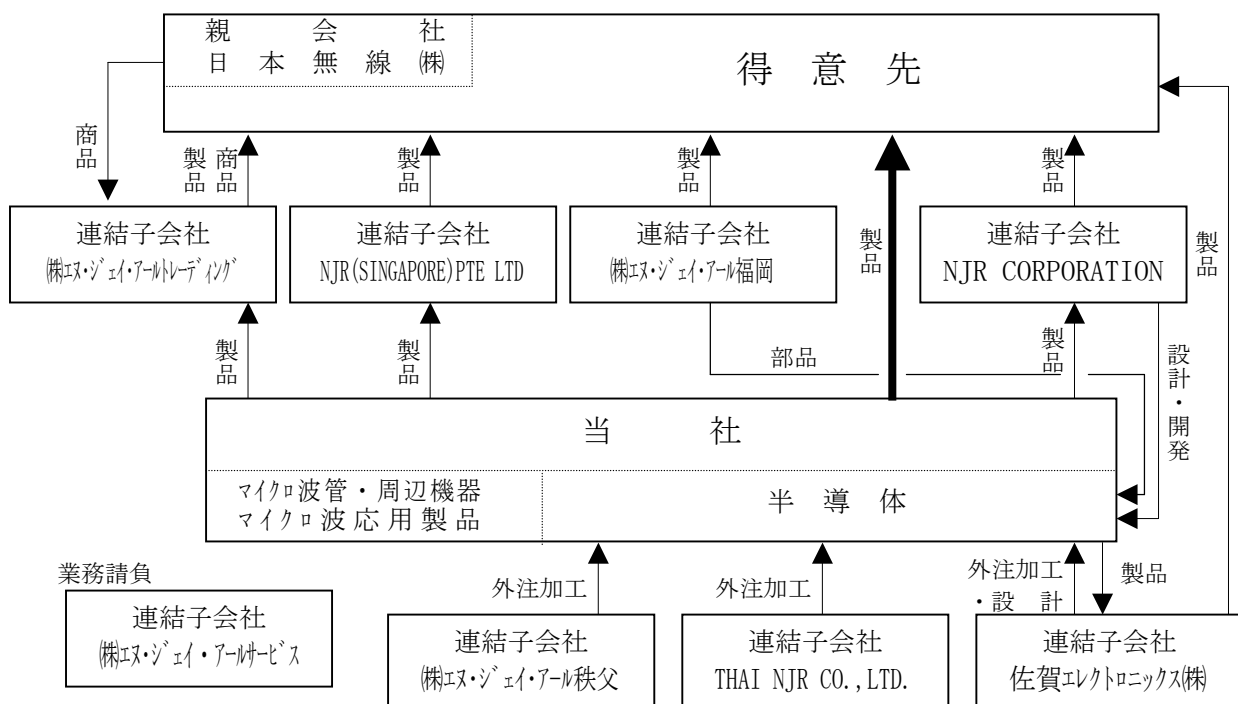 親会社
日本無線㈱
得意先
商品
製品
商品
製品
製品
製品
製品
製品
連結子会社
㈱エヌ・ジェイ・アールトレーディング
連結子会社
NJR(SINGAPORE)PTE LTD
連結子会社
㈱エヌ・ジェイ・アール福岡
連結子会社
NJR CORPORATION
製品
製品
部品
製品
設計・開発
当社
マイクロ波管・周辺機器
マイクロ波応用製品
半導体
業務請負
連結子会社
㈱エヌ・ジェイ・アールサービス
外注加工
外注加工
外注加工
・設計
製品
連結子会社
㈱エヌ・ジェイ・アール秩父
連結子会社
THAI NJR CO.,LTD.
連結子会社
佐賀エレクトロニックス㈱